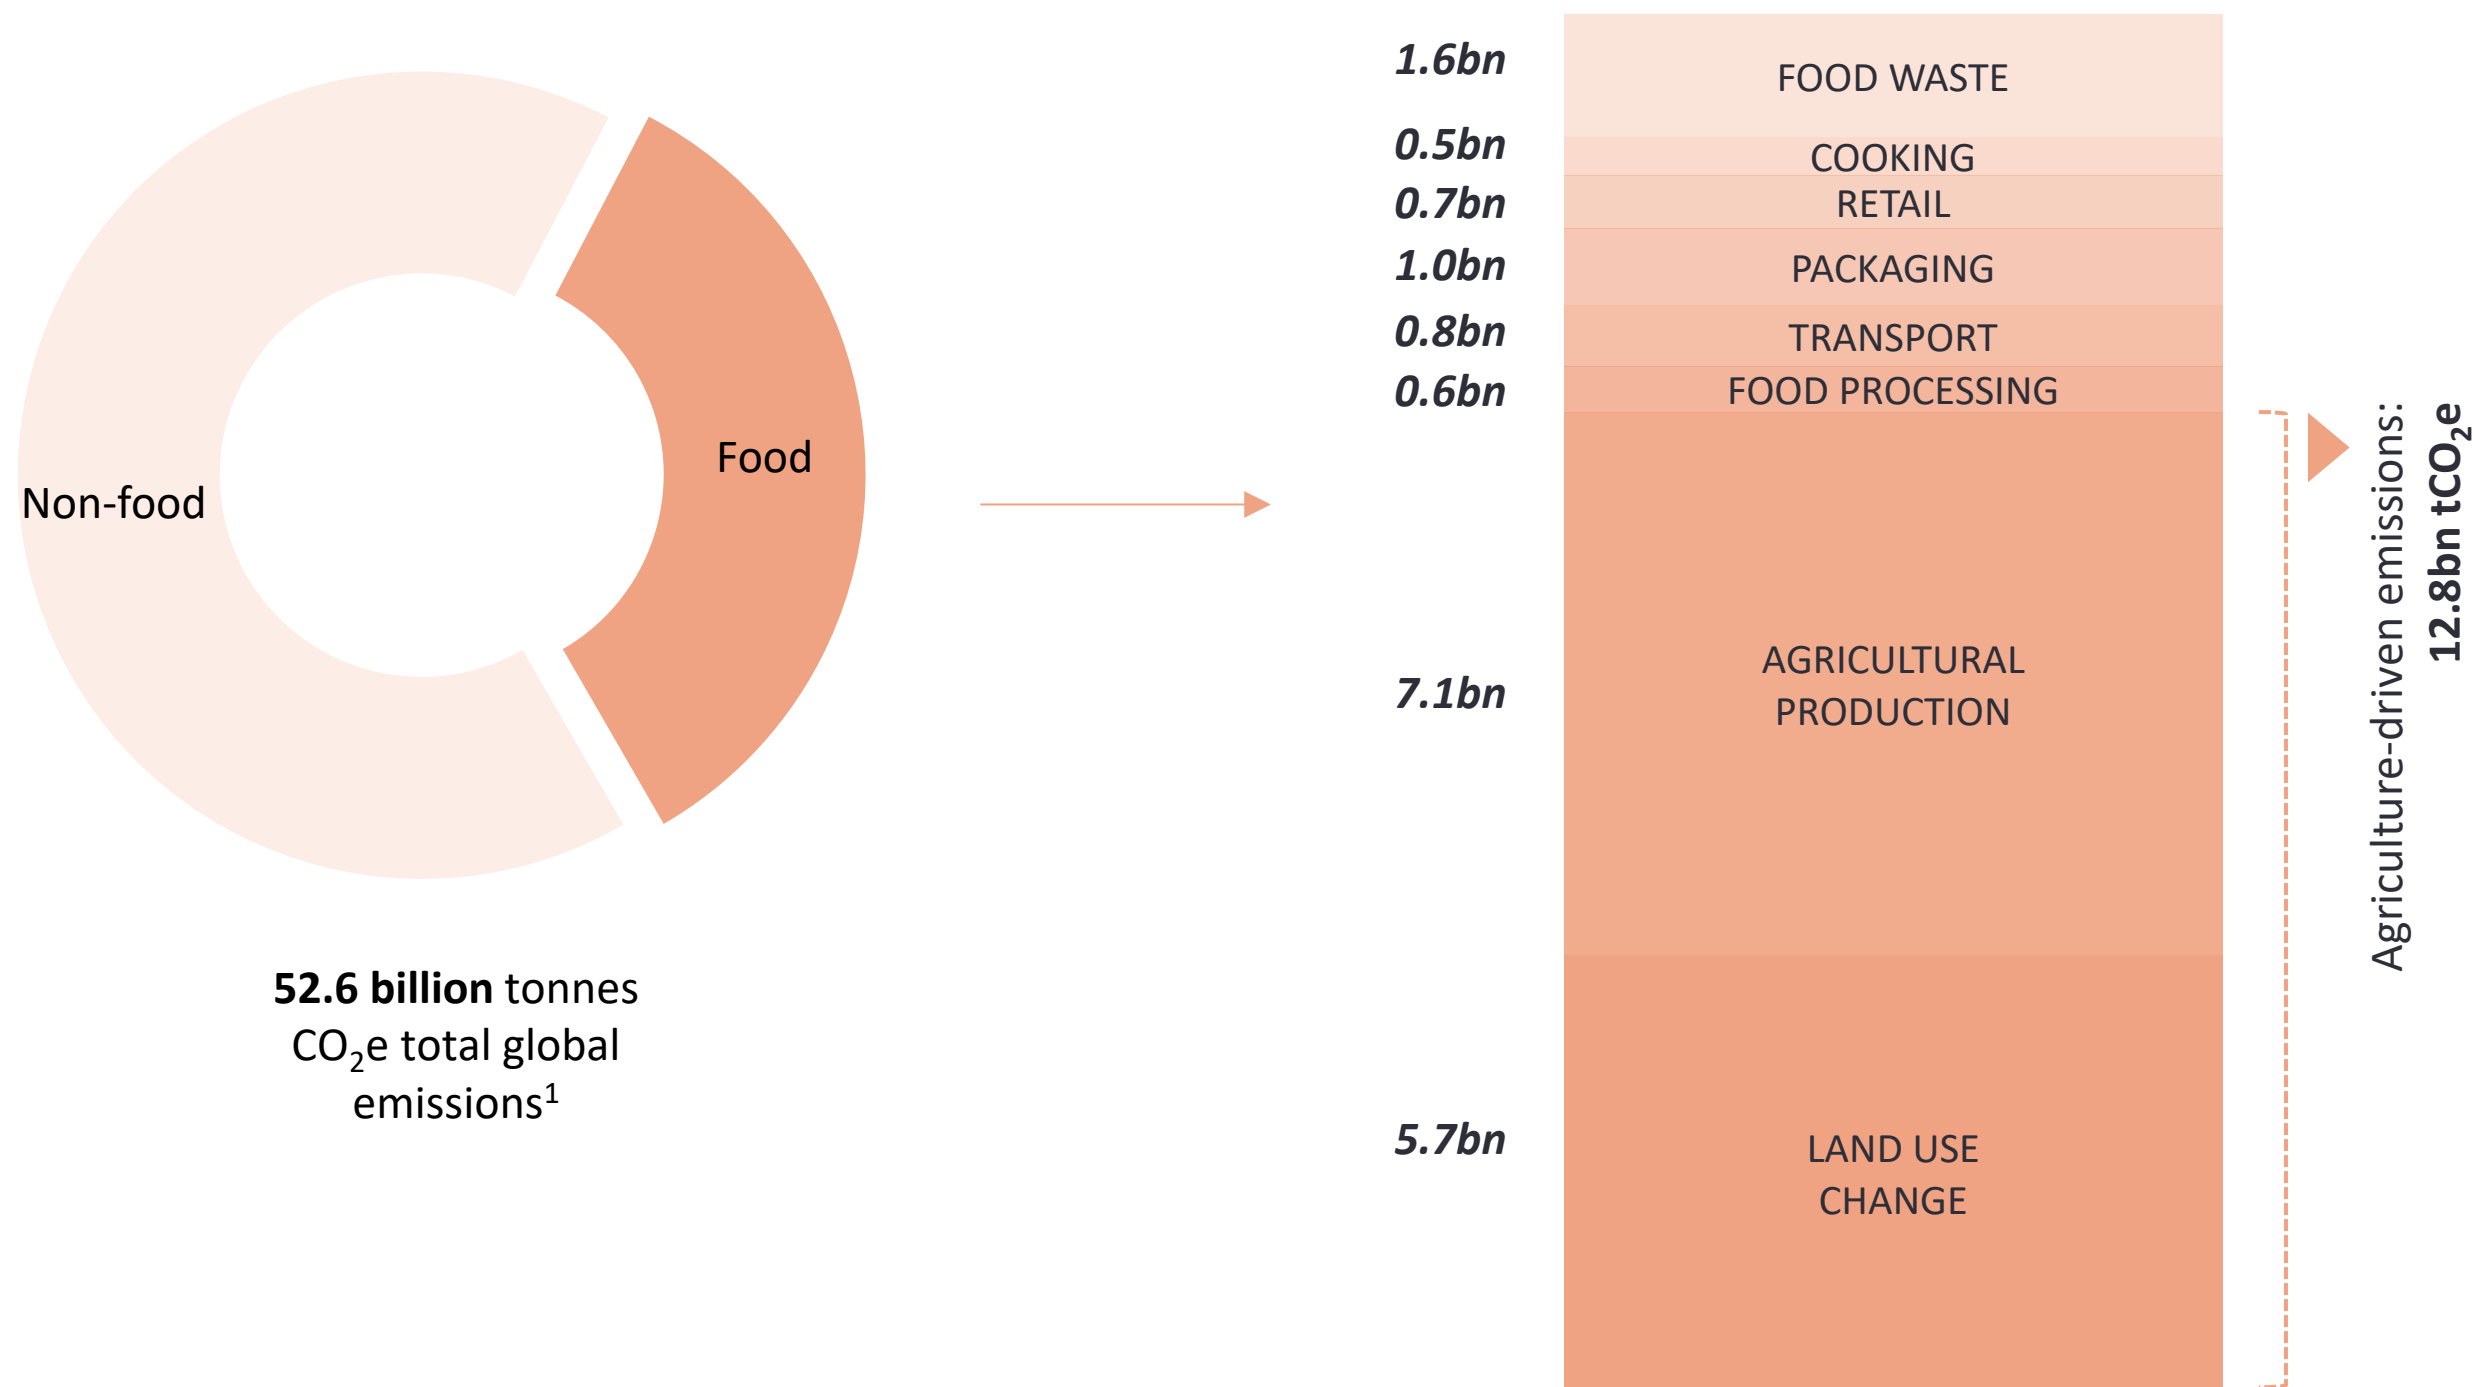 Non-food
Food
52.6 billion tonnes
CO₂e total global
emissions¹
1.6bn
FOOD WASTE
0.5bn
COOKING
0.7bn
RETAIL
1.0bn
PACKAGING
0.8bn
TRANSPORT
0.6bn
FOOD PROCESSING
7.1bn
AGRICULTURAL
PRODUCTION
5.7bn
LAND USE
CHANGE
Agriculture-driven emissions:
12.8bn tCO₂e